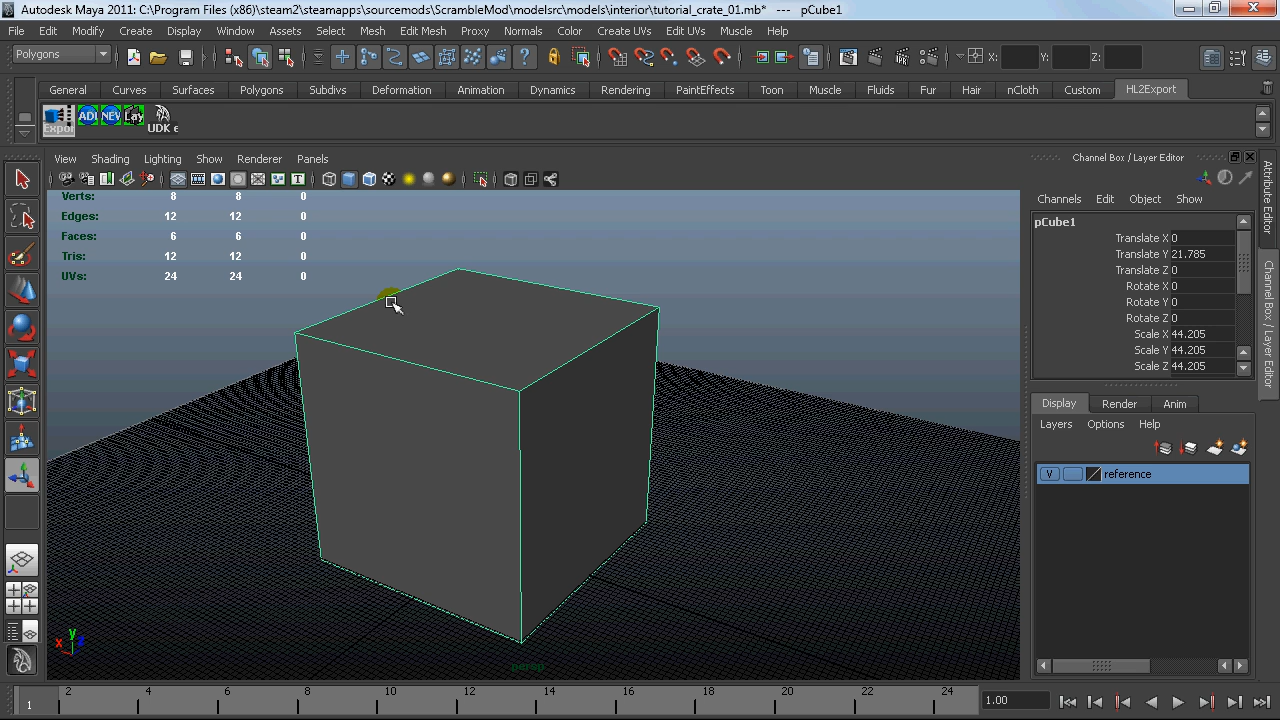 Autodesk Maya 2011: C:\Program Files (x86)\steam2\steamapps\sourcemods\ScrambleMod\modelsrc\models\interior\tutorial_crate_01.mb* --- pCube1
File Edit Modify Create Display Window Assets Select Mesh Edit Mesh Proxy Normals Color Create UVs Edit UVs Muscle Help
Polygons X: Y: Z:
General Curves Surfaces Polygons Subdivs Deformation Animation Dynamics Rendering PaintEffects Toon Muscle Fluids Fur Hair nCloth Custom HL2Export
ADI NEV Lay
Expor UDK e
View Shading Lighting Show Renderer Panels
Channel Box / Layer Editor
Channels Edit Object Show
Verts: 8 8 0
Edges: 12 12 0
Faces: 6 6 0
Tris: 12 12 0
UVs: 24 24 0
pCube1
Translate X 0
Translate Y 21.785
Translate Z 0
Rotate X 0
Rotate Y 0
Rotate Z 0
Scale X 44.205
Scale Y 44.205
Scale Z 44.205
Display Render Anim
Layers Options Help
V reference
Attribute Editor
Channel Box / Layer Editor
x y z
persp
1 2 4 6 8 10 12 14 16 18 20 22 24
1.00